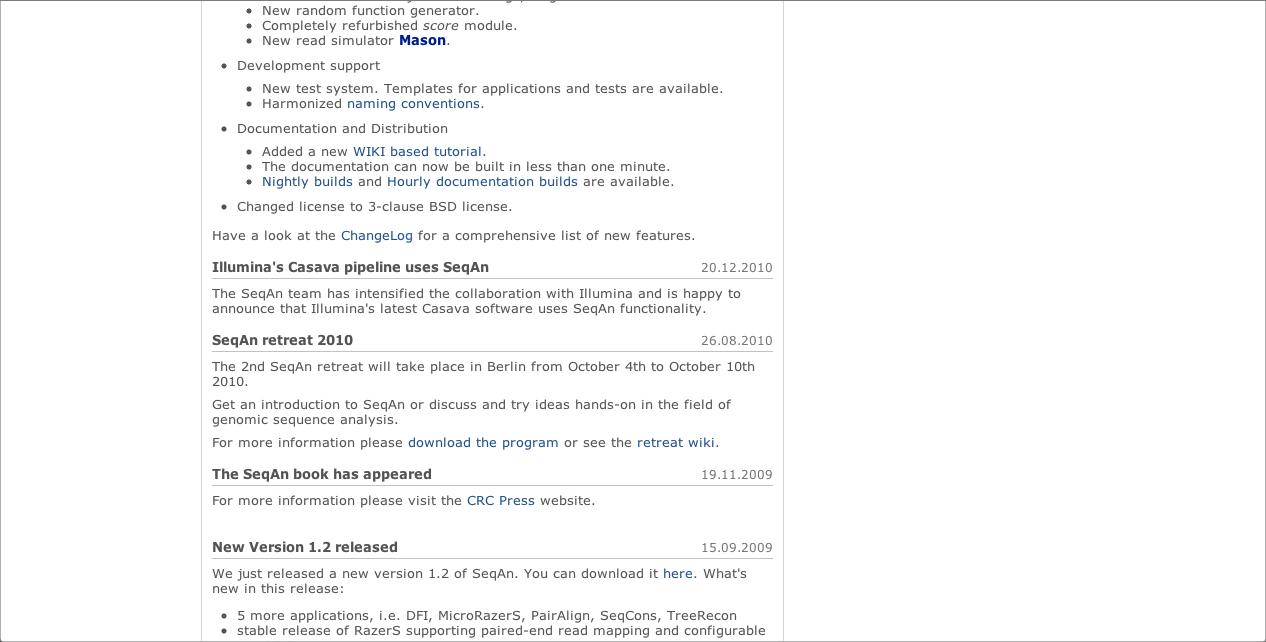 New random function generator.
Completely refurbished score module.
New read simulator Mason.
Development support
New test system. Templates for applications and tests are available.
Harmonized naming conventions.
Documentation and Distribution
Added a new WIKI based tutorial.
The documentation can now be built in less than one minute.
Nightly builds and Hourly documentation builds are available.
Changed license to 3-clause BSD license.
Have a look at the ChangeLog for a comprehensive list of new features.
Illumina's Casava pipeline uses SeqAn 20.12.2010
The SeqAn team has intensified the collaboration with Illumina and is happy to
announce that Illumina's latest Casava software uses SeqAn functionality.
SeqAn retreat 2010 26.08.2010
The 2nd SeqAn retreat will take place in Berlin from October 4th to October 10th
2010.
Get an introduction to SeqAn or discuss and try ideas hands-on in the field of
genomic sequence analysis.
For more information please download the program or see the retreat wiki.
The SeqAn book has appeared 19.11.2009
For more information please visit the CRC Press website.
New Version 1.2 released 15.09.2009
We just released a new version 1.2 of SeqAn. You can download it here. What's
new in this release:
5 more applications, i.e. DFI, MicroRazerS, PairAlign, SeqCons, TreeRecon
stable release of RazerS supporting paired-end read mapping and configurable